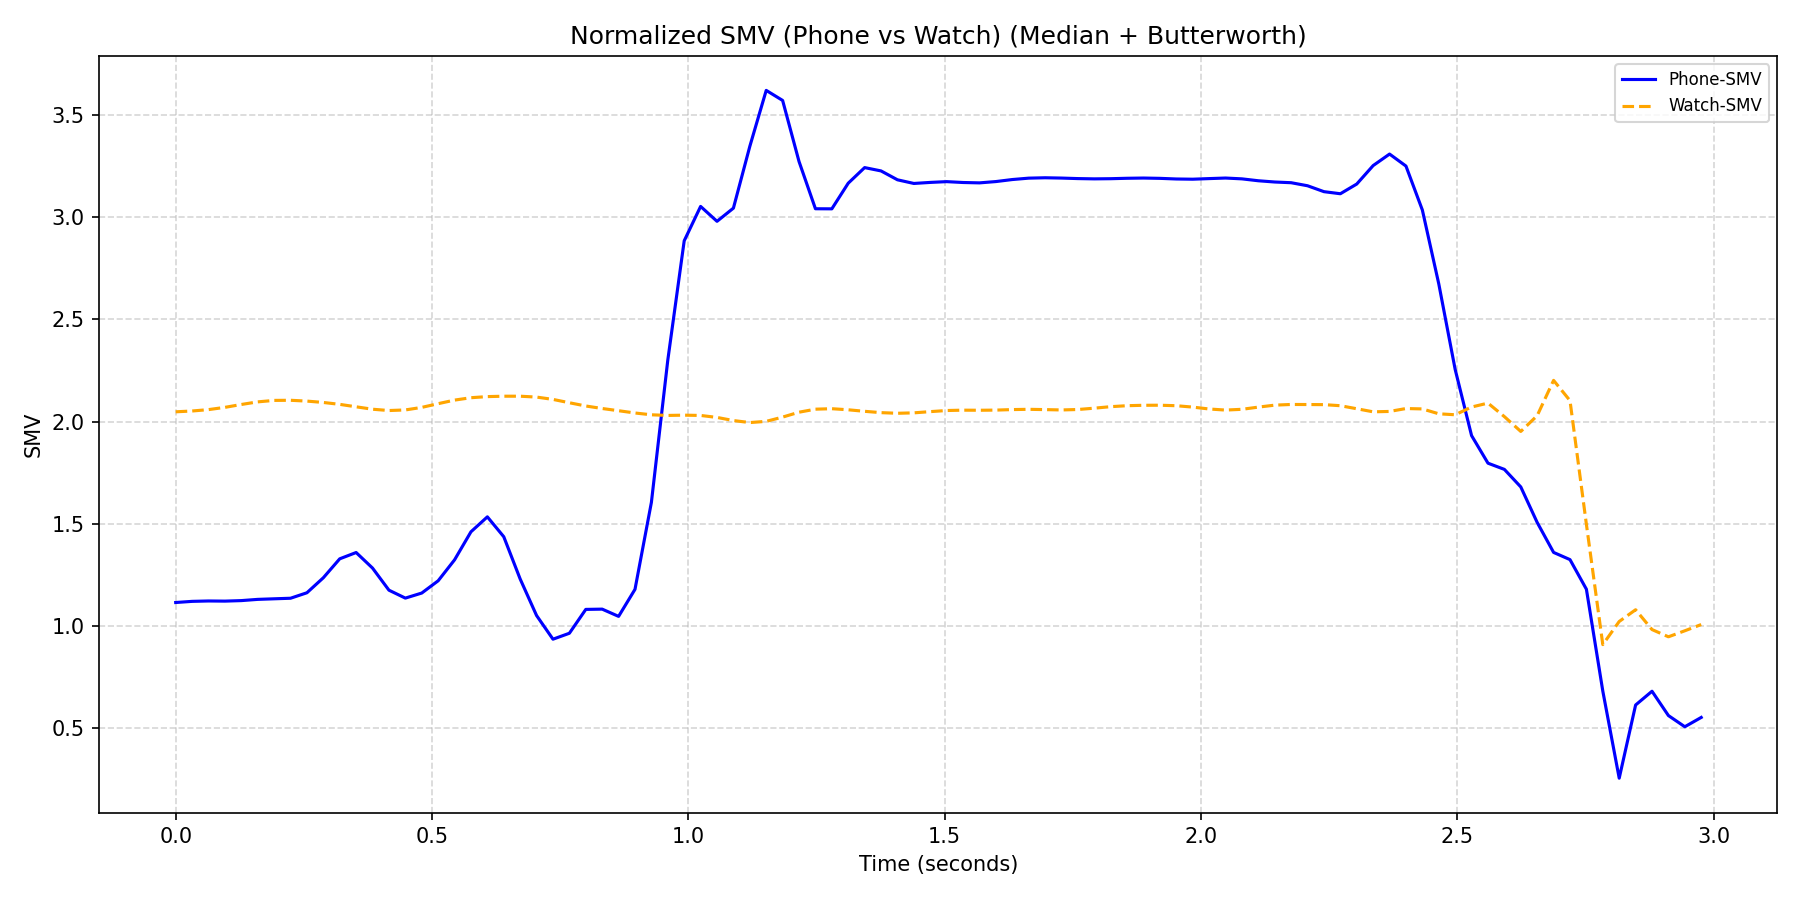 Normalized SMV (Phone vs Watch) (Median + Butterworth)
Phone-SMV
Watch-SMV
SMV
3.5
3.0
2.5
2.0
1.5
1.0
0.5
0.0 0.5 1.0 1.5 2.0 2.5 3.0
Time (seconds)